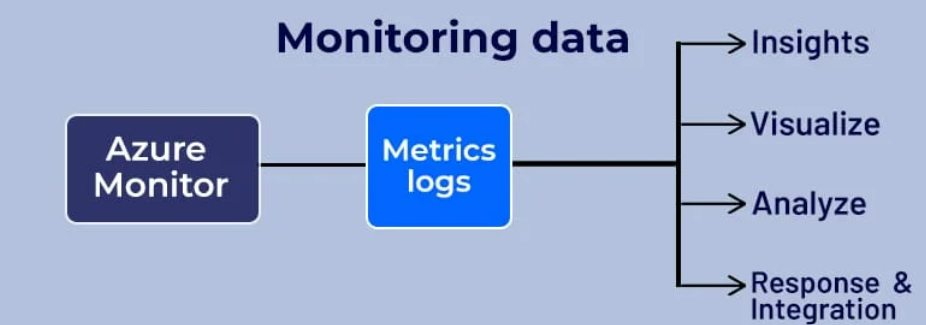 Monitoring data
Azure
Monitor
Metrics
logs
Insights
Visualize
Analyze
Response &
Integration